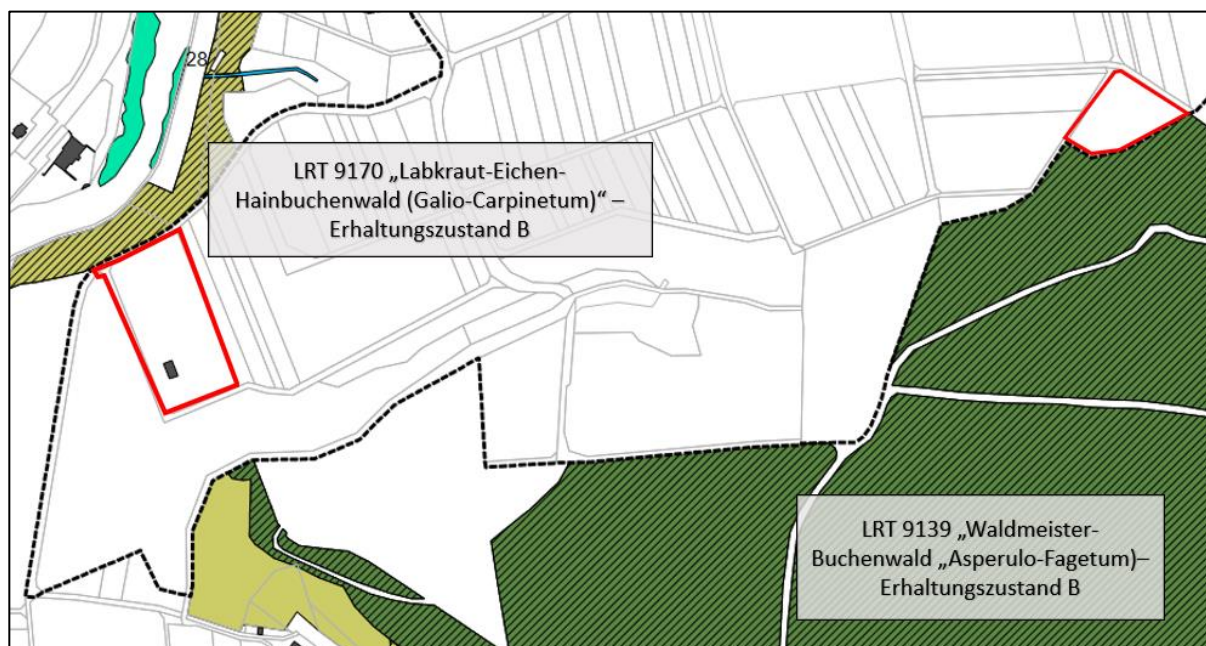 28
LRT 9170 „Labkraut-Eichen-
Hainbuchenwald (Galio-Carpinetum)“ –
Erhaltungszustand B
LRT 9139 „Waldmeister-
Buchenwald „Asperulo-Fagetum)–
Erhaltungszustand B